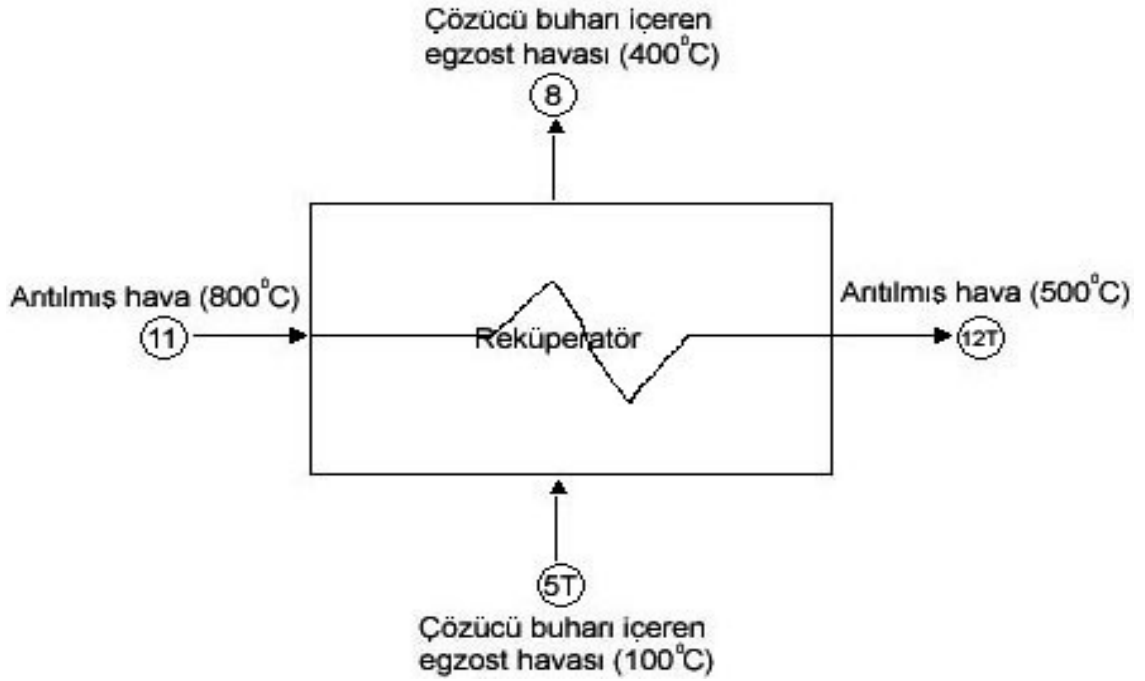 Çözücü buharı içeren
egzost havası (400°C)
8
Arıtılmış hava (800°C)
11
Reküperatör
Arıtılmış hava (500°C)
12T
5T
Çözücü buharı içeren
egzost havası (100°C)